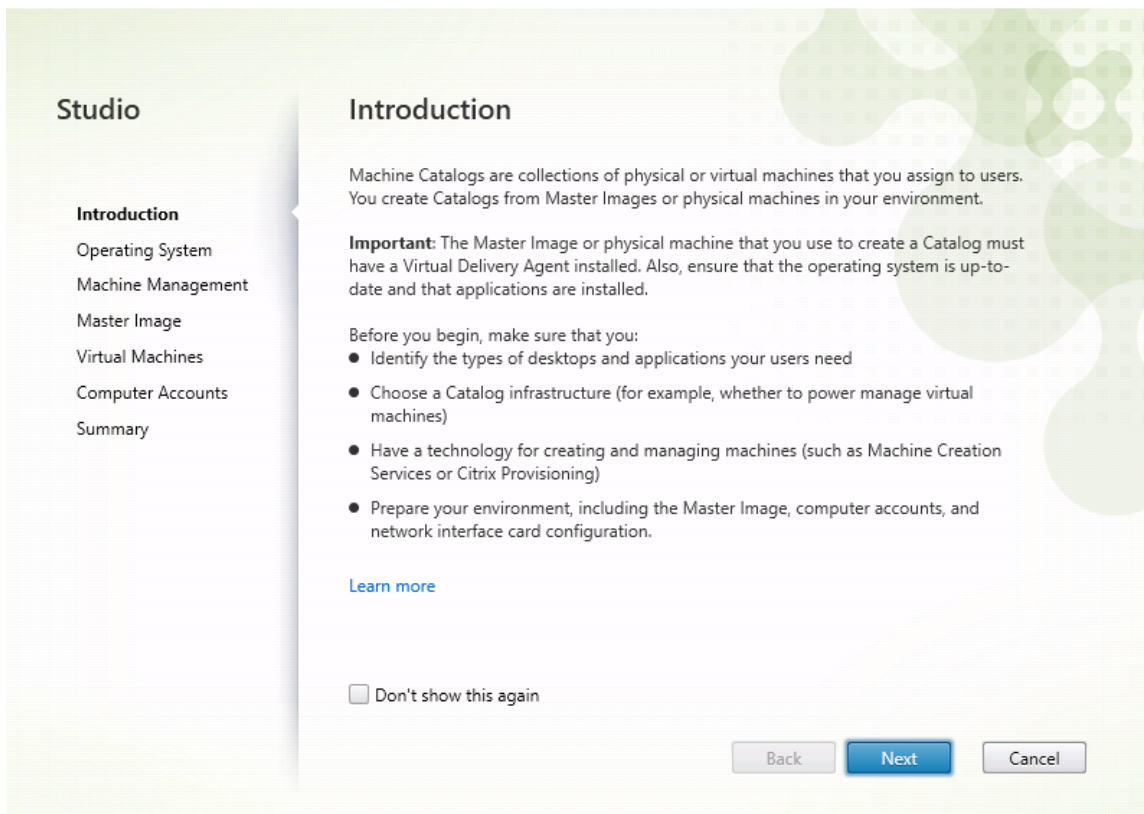 Studio
Introduction
Operating System
Machine Management
Master Image
Virtual Machines
Computer Accounts
Summary
Introduction
Machine Catalogs are collections of physical or virtual machines that you assign to users.
You create Catalogs from Master Images or physical machines in your environment.
Important: The Master Image or physical machine that you use to create a Catalog must
have a Virtual Delivery Agent installed. Also, ensure that the operating system is up-to-
date and that applications are installed.
Before you begin, make sure that you:
● Identify the types of desktops and applications your users need
● Choose a Catalog infrastructure (for example, whether to power manage virtual
machines)
● Have a technology for creating and managing machines (such as Machine Creation
Services or Citrix Provisioning)
● Prepare your environment, including the Master Image, computer accounts, and
network interface card configuration.
Learn more
Don't show this again
Back Next Cancel